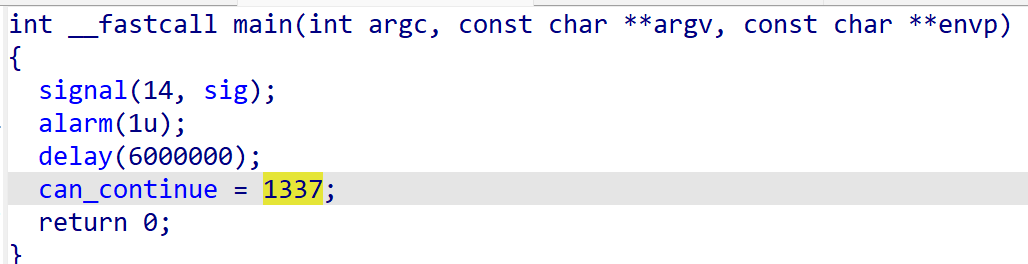 int __fastcall main(int argc, const char **argv, const char **envp)
{
  signal(14, sig);
  alarm(1u);
  delay(6000000);
  can_continue = 1337;
  return 0;
}